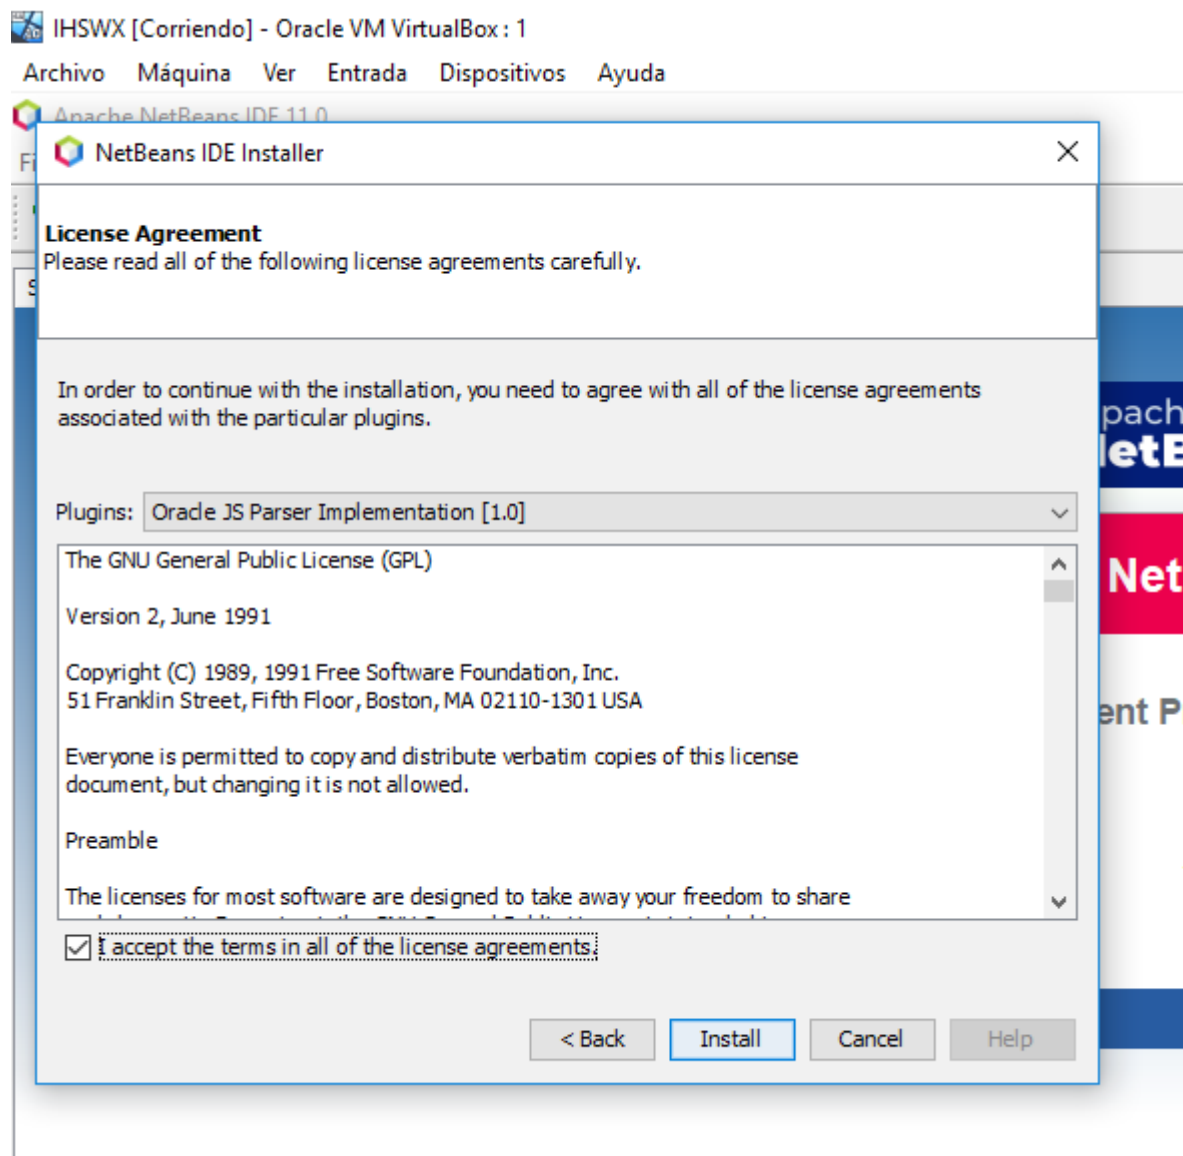 IHSWX [Corriendo] - Oracle VM VirtualBox : 1
Archivo Máquina Ver Entrada Dispositivos Ayuda
Apache NetBeans IDE 11.0
NetBeans IDE Installer
License Agreement
Please read all of the following license agreements carefully.
In order to continue with the installation, you need to agree with all of the license agreements
associated with the particular plugins.
Plugins: Oracle JS Parser Implementation [1.0]
The GNU General Public License (GPL)
Version 2, June 1991
Copyright (C) 1989, 1991 Free Software Foundation, Inc.
51 Franklin Street, Fifth Floor, Boston, MA 02110-1301 USA
Everyone is permitted to copy and distribute verbatim copies of this license
document, but changing it is not allowed.
Preamble
The licenses for most software are designed to take away your freedom to share
I accept the terms in all of the license agreements.
< Back Install Cancel Help
pach
etB
Net
ent P